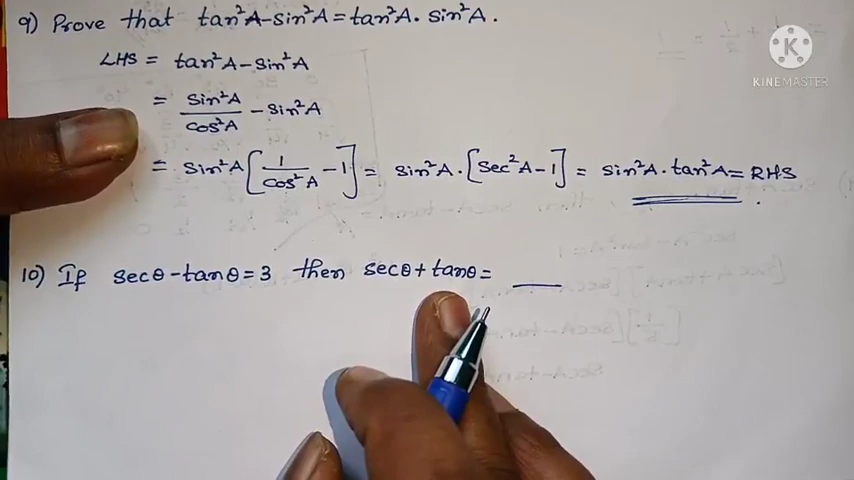 9) Prove that tan²A-sin²A=tan²A.sin²A.
LHS = tan²A-sin²A
= sin²A/cos²A - sin²A
= sin²A[1/cos²A - 1] = sin²A.[sec²A-1] = sin²A.tan²A = RHS
10) If secθ-tanθ=3 then secθ+tanθ= __
KINEMASTER